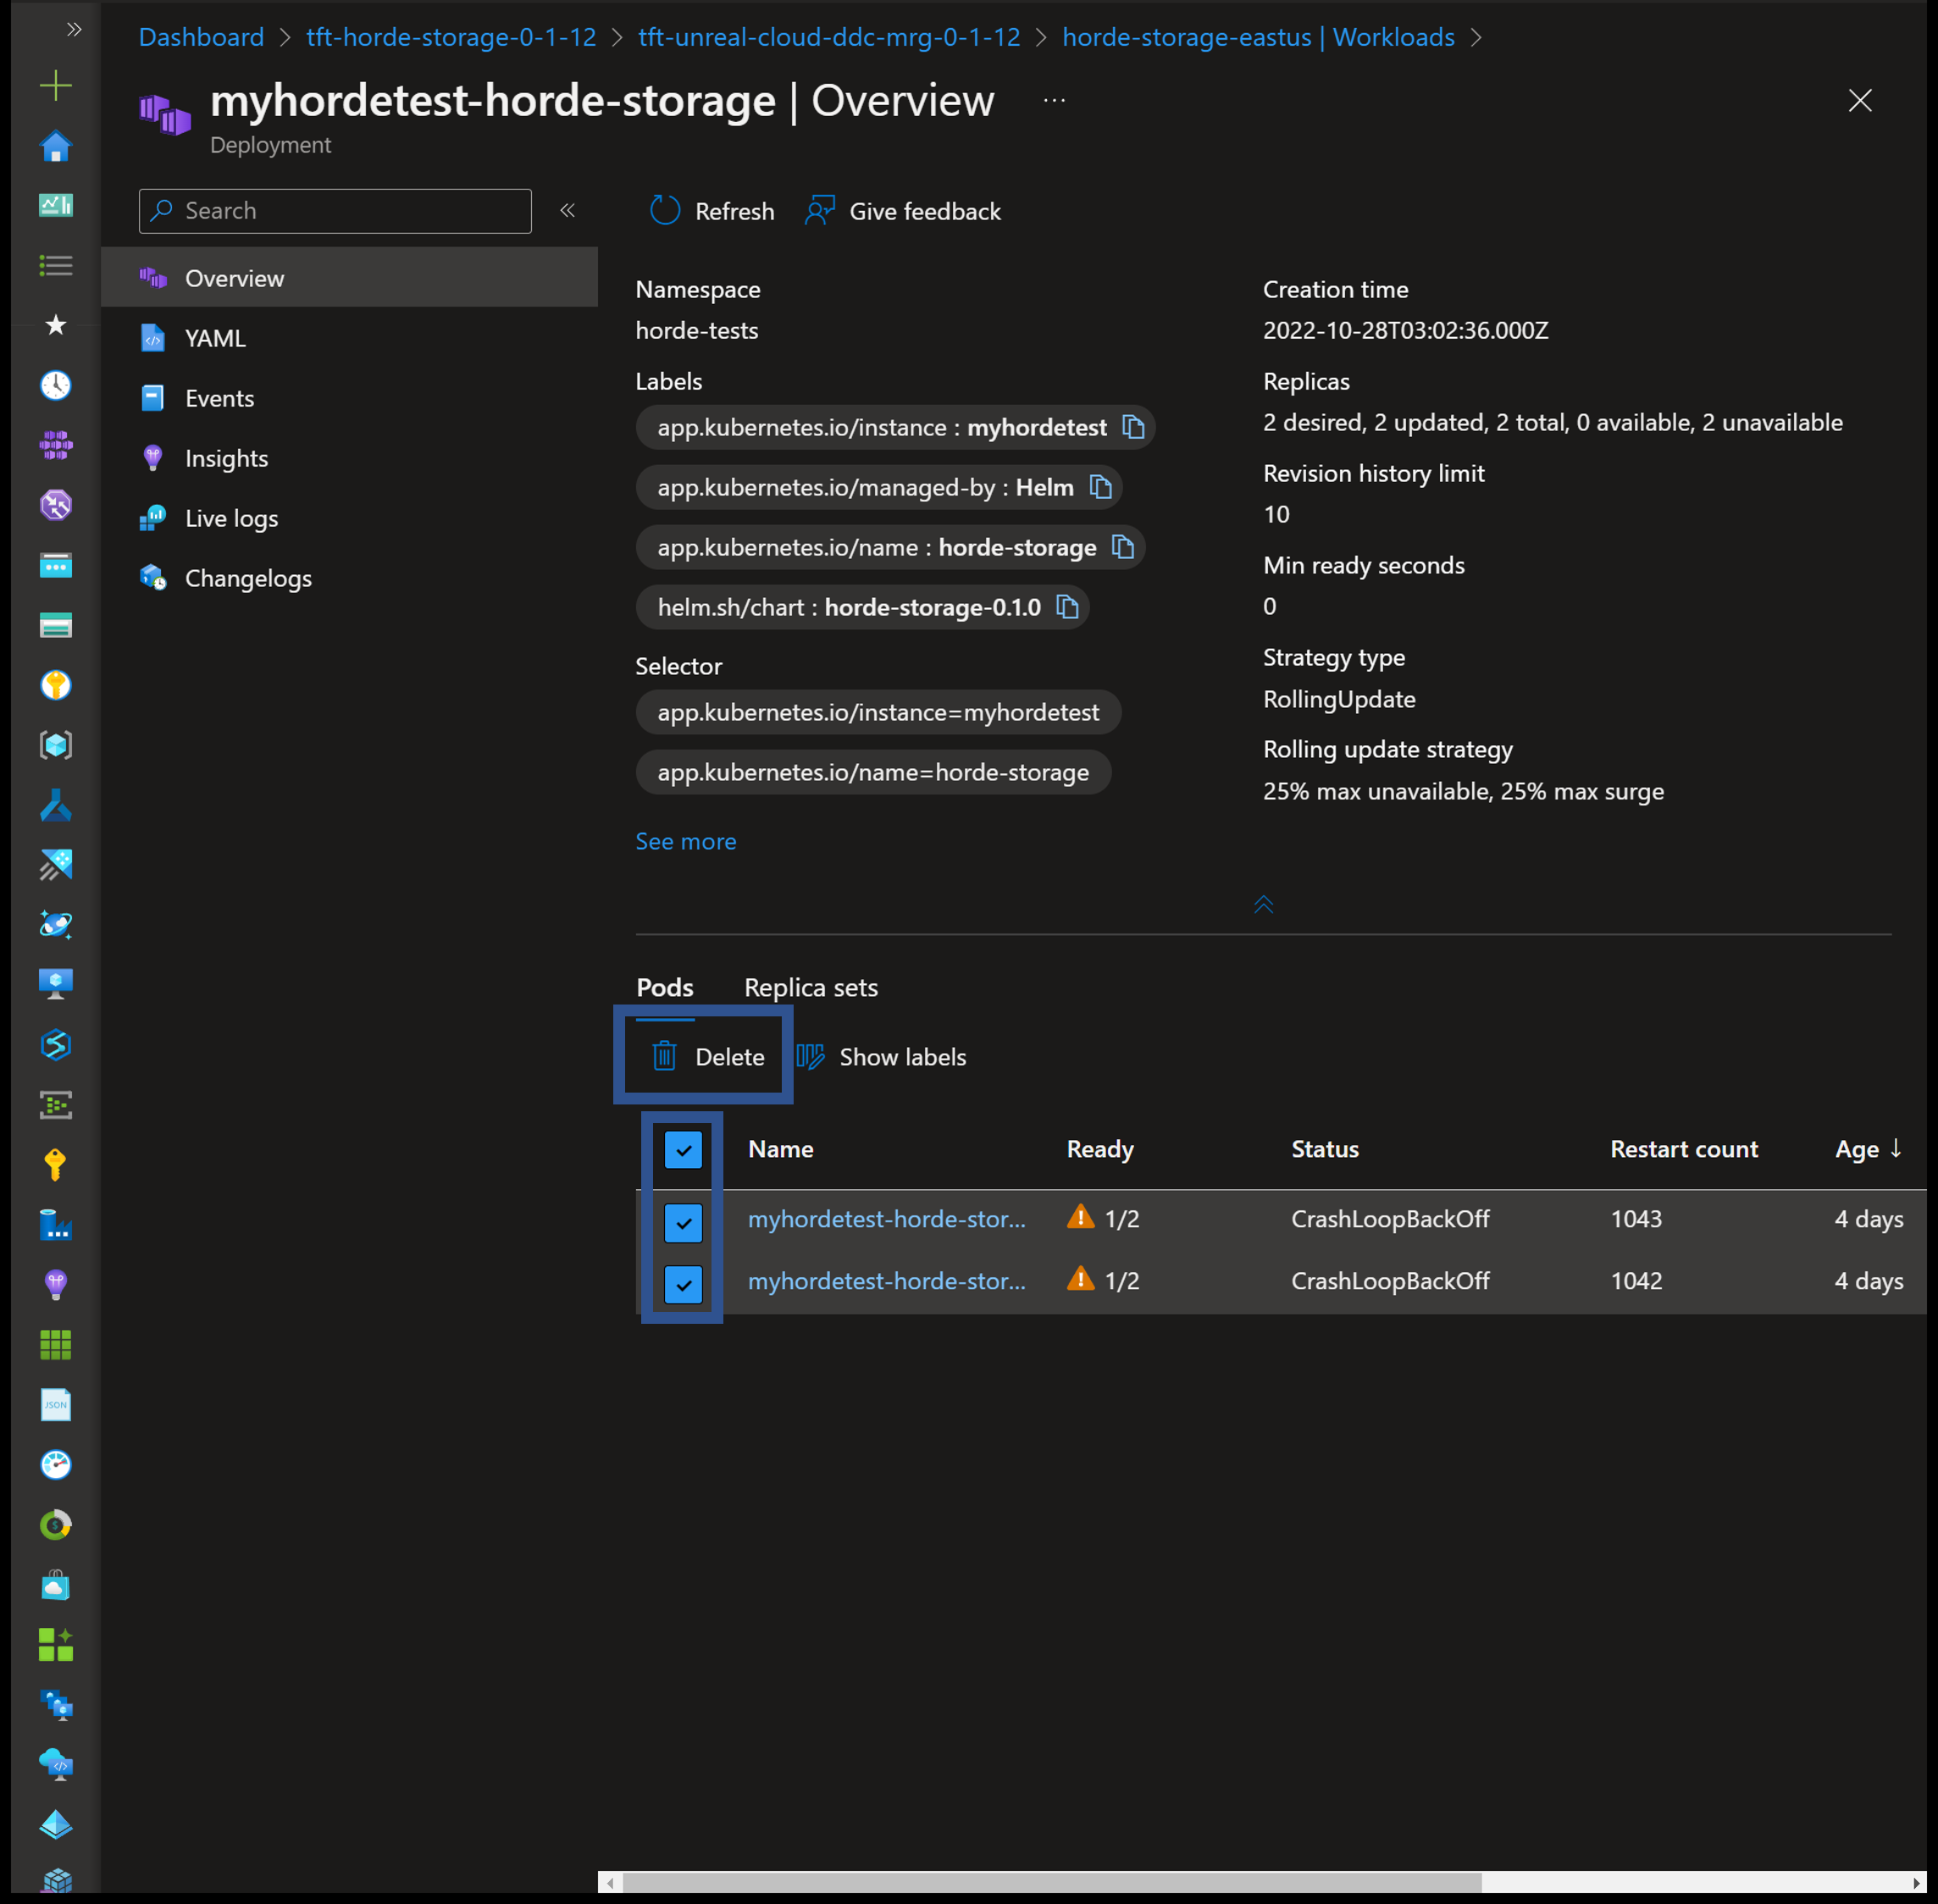 Dashboard > tft-horde-storage-0-1-12 > tft-unreal-cloud-ddc-mrg-0-1-12 > horde-storage-eastus | Workloads >
myhordetest-horde-storage | Overview ...
Deployment
Search
Refresh
Give feedback
Overview
YAML
Events
Insights
Live logs
Changelogs
Namespace
horde-tests
Labels
app.kubernetes.io/instance : myhordetest
app.kubernetes.io/managed-by : Helm
app.kubernetes.io/name : horde-storage
helm.sh/chart : horde-storage-0.1.0
Selector
app.kubernetes.io/instance=myhordetest
app.kubernetes.io/name=horde-storage
See more
Creation time
2022-10-28T03:02:36.000Z
Replicas
2 desired, 2 updated, 2 total, 0 available, 2 unavailable
Revision history limit
10
Min ready seconds
0
Strategy type
RollingUpdate
Rolling update strategy
25% max unavailable, 25% max surge
Pods Replica sets
Delete Show labels
Name Ready Status Restart count Age ↓
myhordetest-horde-stor... 1/2 CrashLoopBackOff 1043 4 days
myhordetest-horde-stor... 1/2 CrashLoopBackOff 1042 4 days
JSON